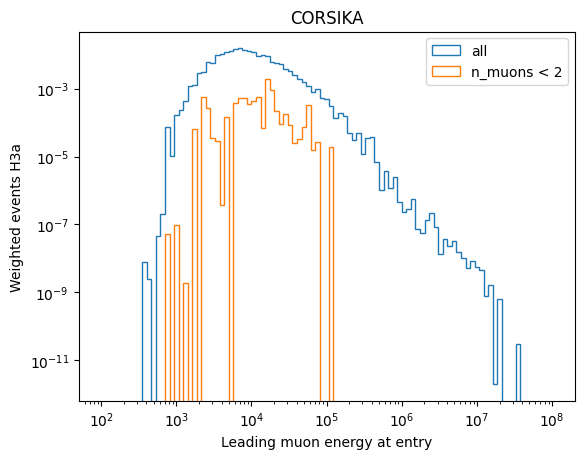 CORSIKA
all
n_muons < 2
Weighted events H3a
10⁻³
10⁻⁵
10⁻⁷
10⁻⁹
10⁻¹¹
10² 10³ 10⁴ 10⁵ 10⁶ 10⁷ 10⁸
Leading muon energy at entry